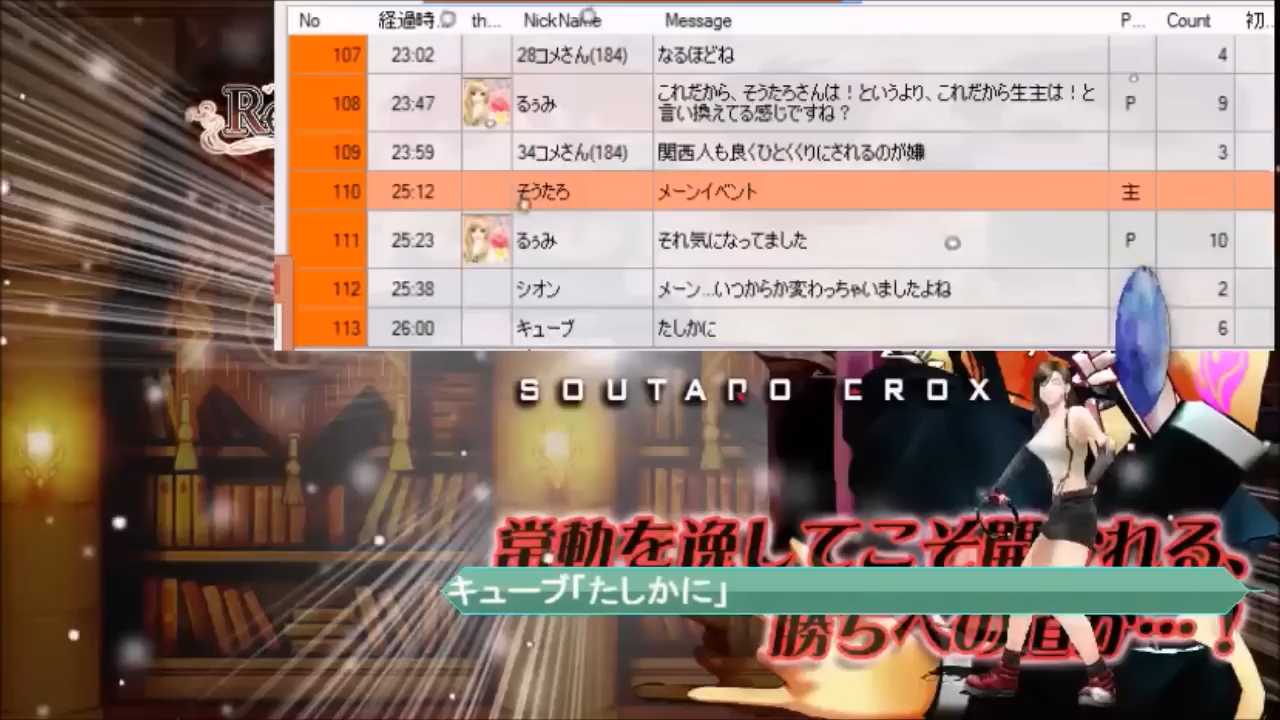 No 経過時... th... NickName Message P... Count 初...
107 23:02 28コメさん(184) なるほどね 4
108 23:47 るぅみ これだから、そうたろさんは！というより、これだから生主は！と P 9
言い換えてる感じですね？
109 23:59 34コメさん(184) 関西人も良くひとくくりにされるのが嫌 3
110 25:12 そうたろ メーンイベント 主
111 25:23 るぅみ それ気になってました P 10
112 25:38 シオン メーン...いつからか変わっちゃいましたよね 2
113 26:00 キューブ たしかに 6
SOUTARO EROX
常動を逸してこそ開かれる、
キューブ「たしかに」
勝ちへの道が…！